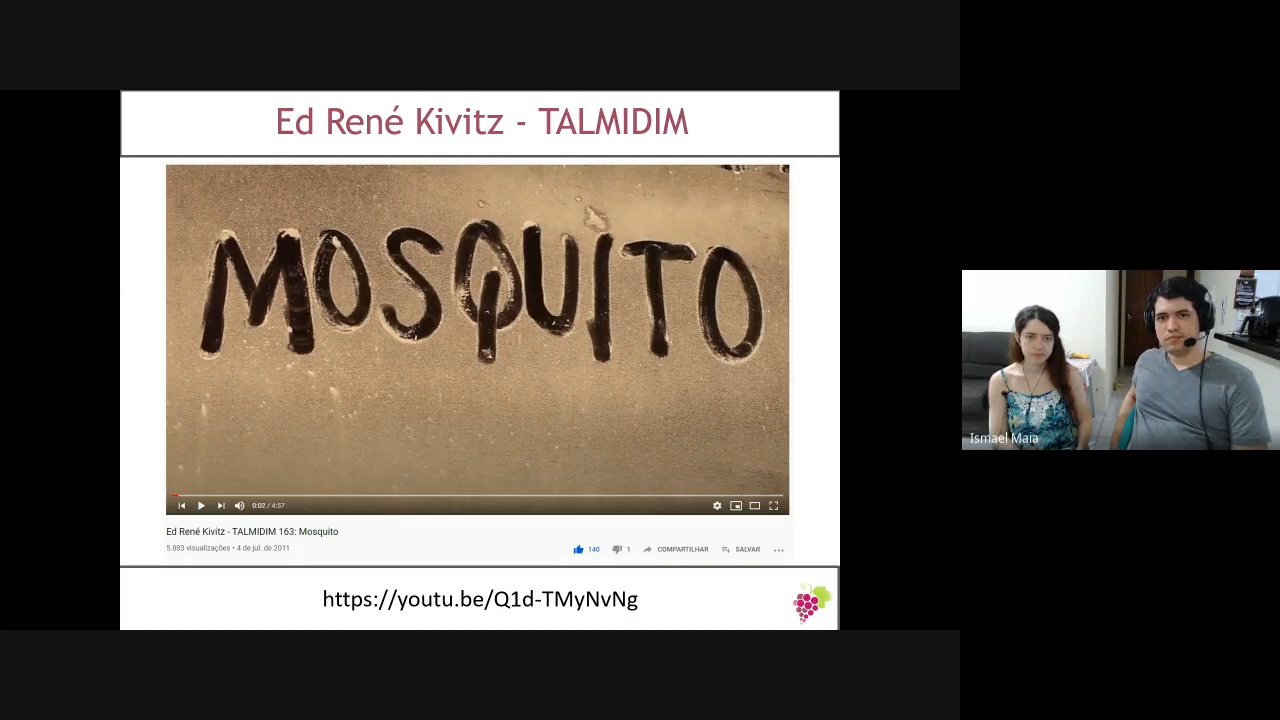 Ed René Kivitz - TALMIDIM
MOSQUITO
0:02 / 4:57
Ed René Kivitz - TALMIDIM 163: Mosquito
5.883 visualizações • 4 de jul. de 2011
140 1 COMPARTILHAR SALVAR
https://youtu.be/Q1d-TMyNvNg
Ismael Maia